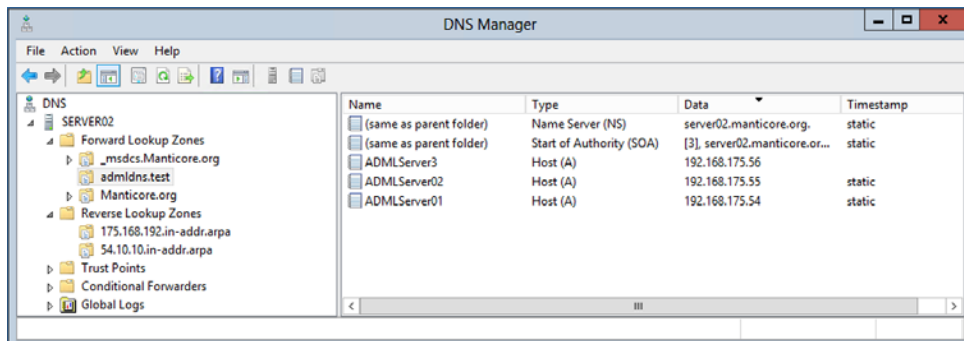 DNS Manager
File Action View Help
DNS
SERVER02
Forward Lookup Zones
_msdcs.Manticore.org
admldns.test
Manticore.org
Reverse Lookup Zones
175.168.192.in-addr.arpa
54.10.10.in-addr.arpa
Trust Points
Conditional Forwarders
Global Logs
Name Type Data Timestamp
(same as parent folder) Name Server (NS) server02.manticore.org. static
(same as parent folder) Start of Authority (SOA) [3], server02.manticore.or... static
ADMLServer3 Host (A) 192.168.175.56
ADMLServer02 Host (A) 192.168.175.55 static
ADMLServer01 Host (A) 192.168.175.54 static